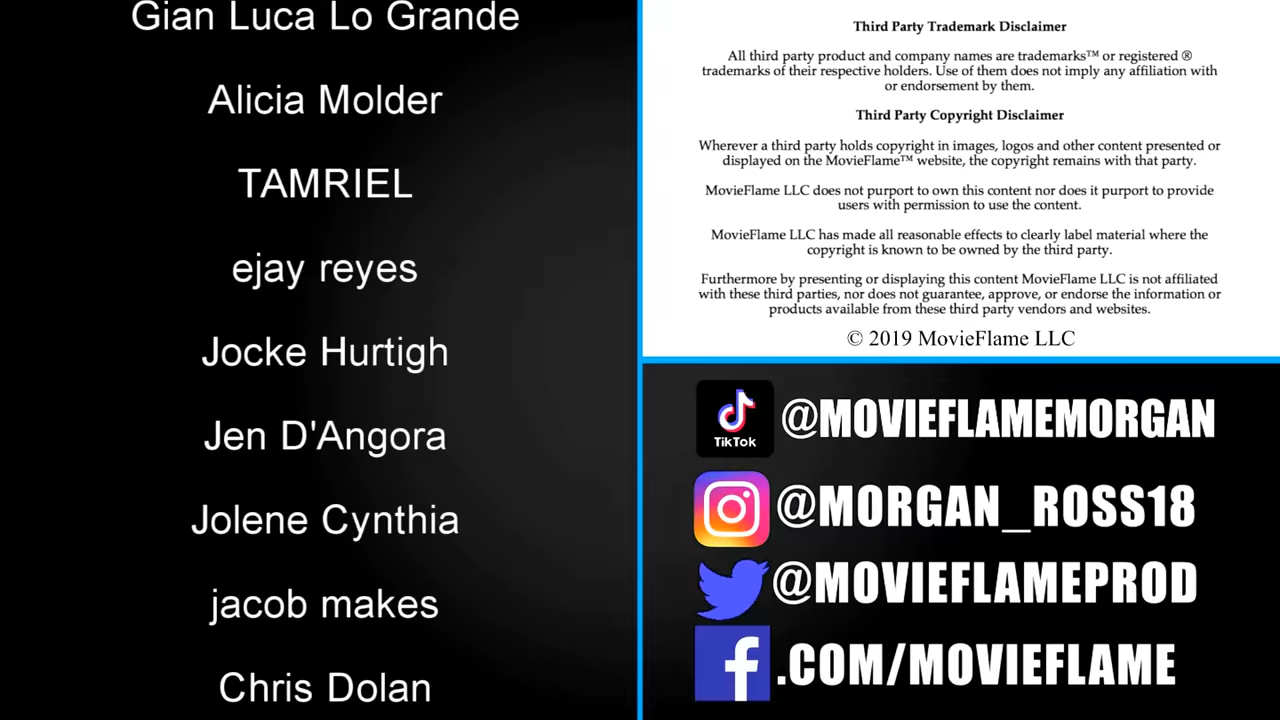 Gian Luca Lo Grande
Alicia Molder
TAMRIEL
ejay reyes
Jocke Hurtigh
Jen D'Angora
Jolene Cynthia
jacob makes
Chris Dolan
Third Party Trademark Disclaimer
All third party product and company names are trademarks™ or registered ®
trademarks of their respective holders. Use of them does not imply any affiliation with
or endorsement by them.
Third Party Copyright Disclaimer
Wherever a third party holds copyright in images, logos and other content presented or
displayed on the MovieFlame™ website, the copyright remains with that party.
MovieFlame LLC does not purport to own this content nor does it purport to provide
users with permission to use the content.
MovieFlame LLC has made all reasonable effects to clearly label material where the
copyright is known to be owned by the third party.
Furthermore by presenting or displaying this content MovieFlame LLC is not affiliated
with these third parties, nor does not guarantee, approve, or endorse the information or
products available from these third party vendors and websites.
© 2019 MovieFlame LLC
TikTok @MOVIEFLAMEMORGAN
@MORGAN_ROSS18
@MOVIEFLAMEPROD
f .COM/MOVIEFLAME